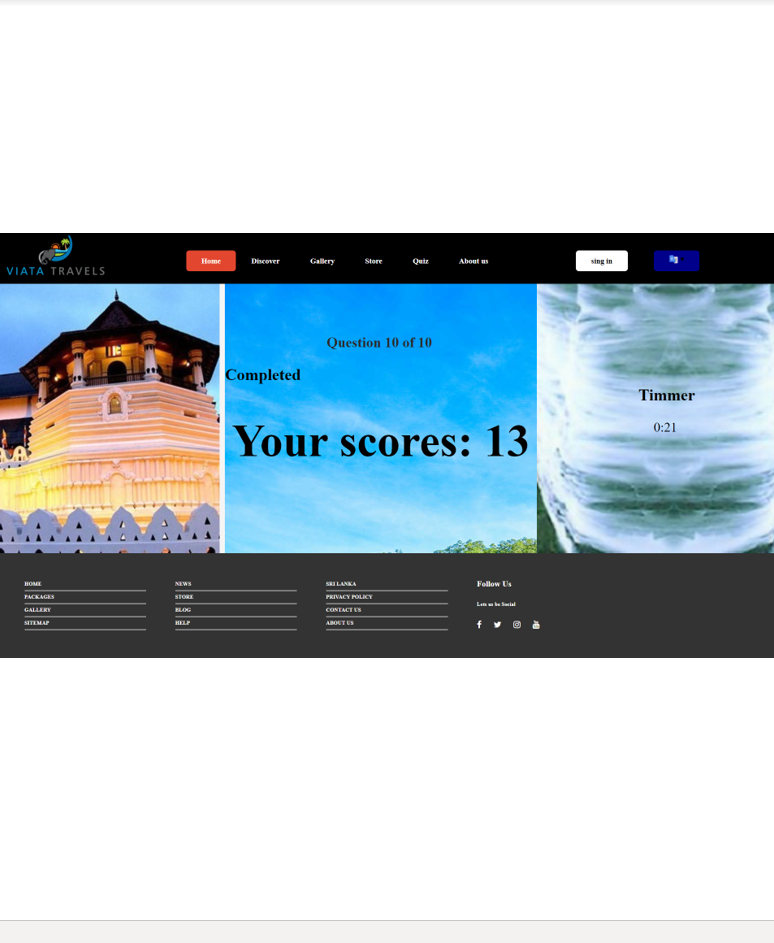 VIATA TRAVELS
Home Discover Gallery Store Quiz About us sing in
Question 10 of 10
Completed
Your scores: 13
Timmer
0:21
HOME
PACKAGES
GALLERY
SITEMAP
NEWS
STORE
BLOG
HELP
SRI LANKA
PRIVACY POLICY
CONTACT US
ABOUT US
Follow Us
Lets us be Social